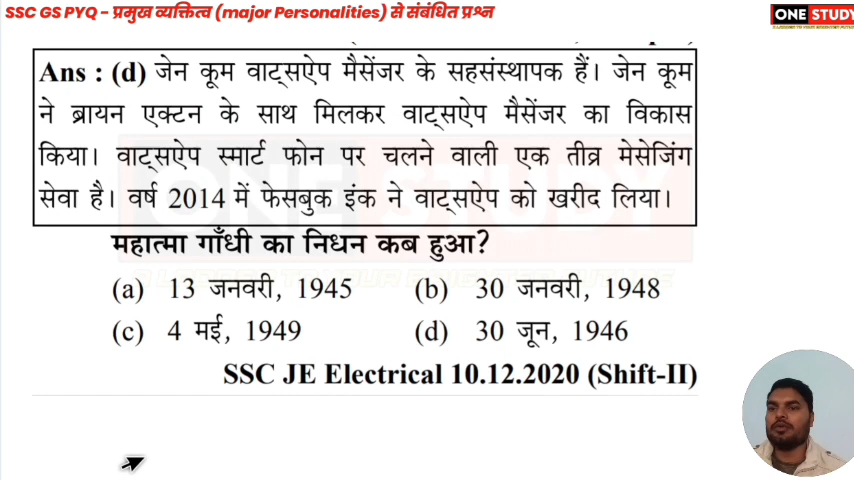 SSC GS PYQ - प्रमुख व्यक्तित्व (major Personalities) से संबंधित प्रश्न
ONE STUDY
Ans : (d) जेन कूम वाट्सऐप मैसेंजर के सहसंस्थापक हैं। जेन कूम
ने ब्रायन एक्टन के साथ मिलकर वाट्सऐप मैसेंजर का विकास
किया। वाट्सऐप स्मार्ट फोन पर चलने वाली एक तीव्र मेसेजिंग
सेवा है। वर्ष 2014 में फेसबुक इंक ने वाट्सऐप को खरीद लिया।
महात्मा गाँधी का निधन कब हुआ?
(a) 13 जनवरी, 1945 (b) 30 जनवरी, 1948
(c) 4 मई, 1949 (d) 30 जून, 1946
SSC JE Electrical 10.12.2020 (Shift-II)